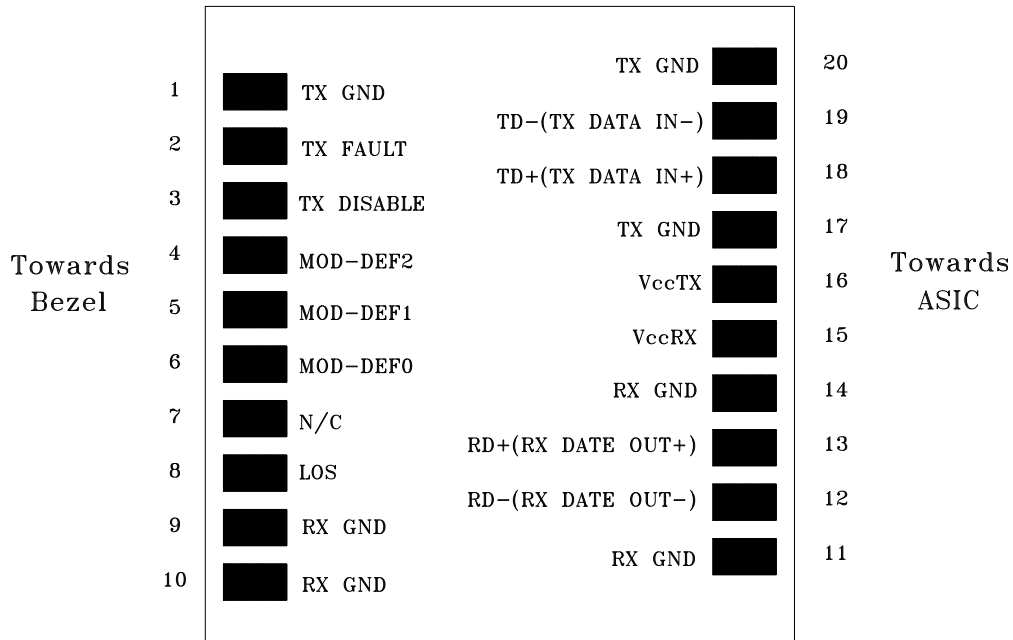 Towards
Bezel
1 TX GND
2 TX FAULT
3 TX DISABLE
4 MOD-DEF2
5 MOD-DEF1
6 MOD-DEF0
7 N/C
8 LOS
9 RX GND
10 RX GND
TX GND 20
TD-(TX DATA IN-) 19
TD+(TX DATA IN+) 18
TX GND 17
VccTX 16
VccRX 15
RX GND 14
RD+(RX DATE OUT+) 13
RD-(RX DATE OUT-) 12
RX GND 11
Towards
ASIC